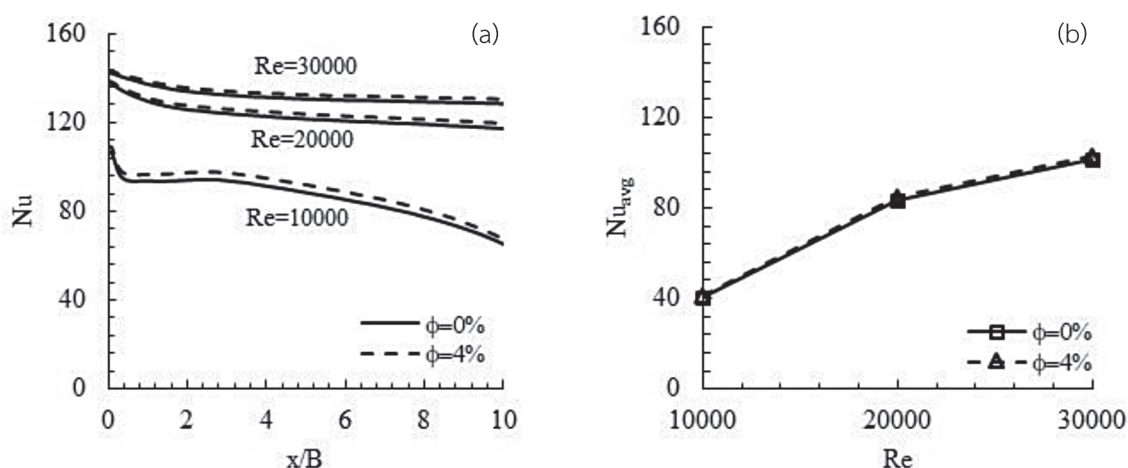 (a)
Nu
160
120
80
40
0
Re=30000
Re=20000
Re=10000
ϕ=0%
ϕ=4%
0 2 4 6 8 10
x/B
(b)
Nuavg
160
120
80
40
0
ϕ=0%
ϕ=4%
10000 20000 30000
Re